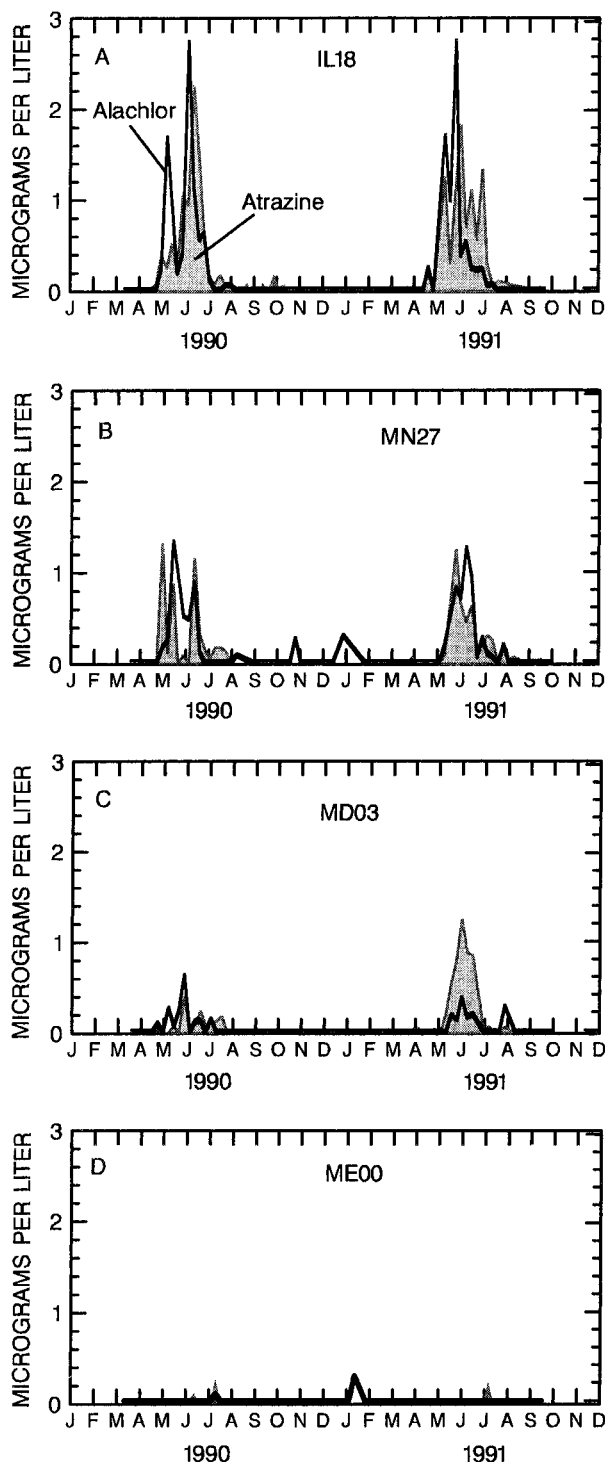 MICROGRAMS PER LITER
3
2
1
0
A
IL18
Alachlor
Atrazine
J F M A M J J A S O N D J F M A M J J A S O N D
1990 1991
MICROGRAMS PER LITER
3
2
1
0
B
MN27
J F M A M J J A S O N D J F M A M J J A S O N D
1990 1991
MICROGRAMS PER LITER
3
2
1
0
C
MD03
J F M A M J J A S O N D J F M A M J J A S O N D
1990 1991
MICROGRAMS PER LITER
3
2
1
0
D
ME00
J F M A M J J A S O N D J F M A M J J A S O N D
1990 1991